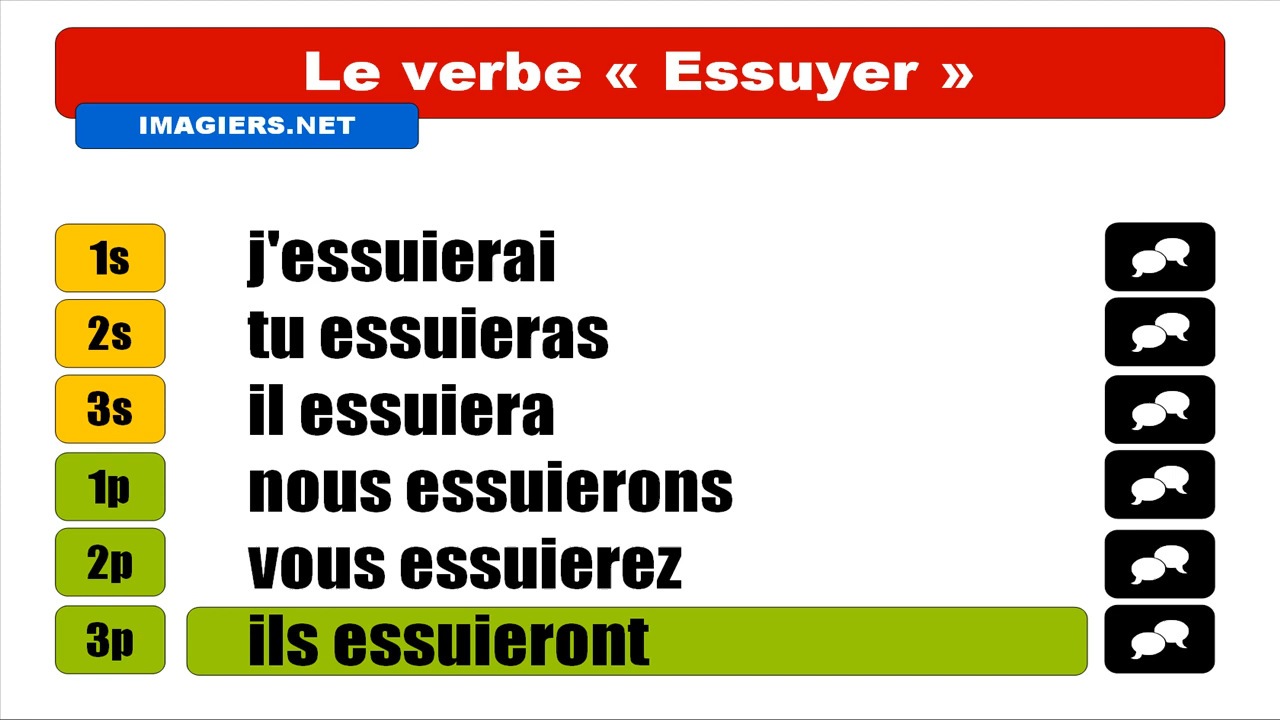 Le verbe « Essuyer »
IMAGIERS.NET
1s j'essuierai
2s tu essuieras
3s il essuiera
1p nous essuierons
2p vous essuierez
3p ils essuieront